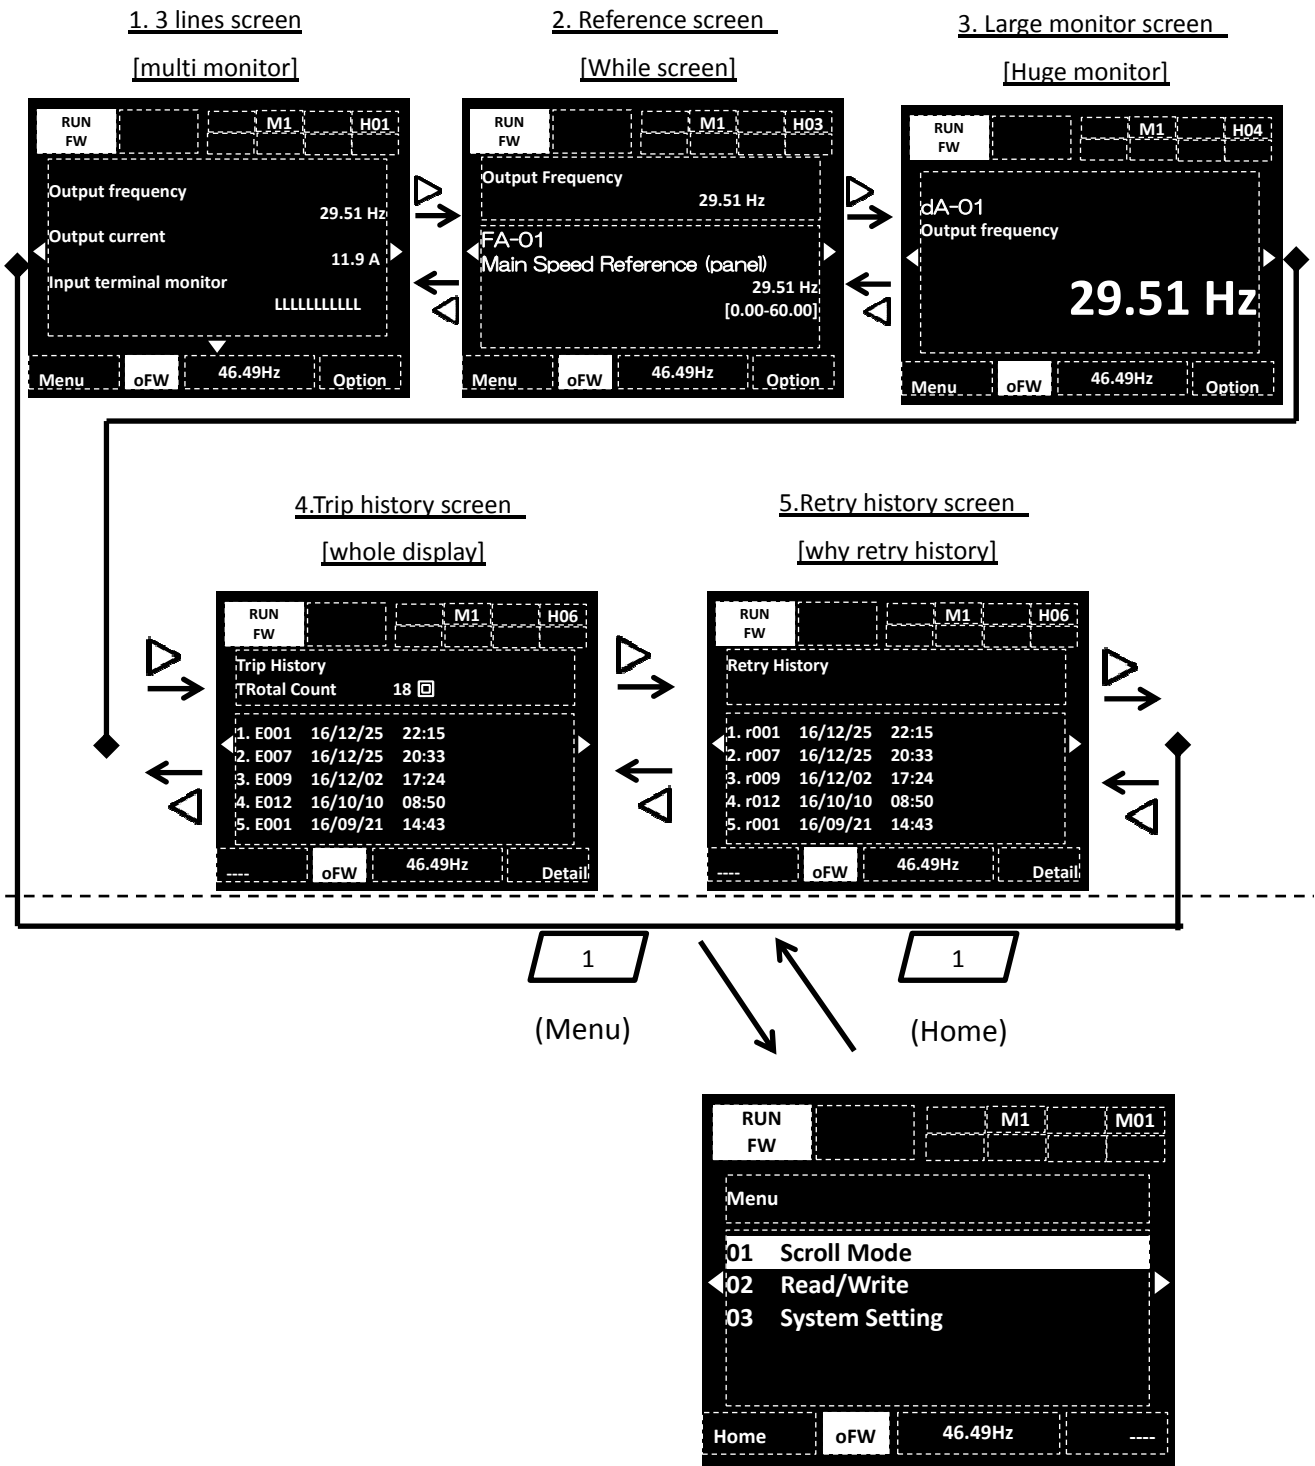 1. 3 lines screen
[multi monitor]
2. Reference screen
[While screen]
3. Large monitor screen
[Huge monitor]
RUN
FW
M1
H01
Output frequency
29.51 Hz
Output current
11.9 A
Input terminal monitor
LLLLLLLLLLL
Menu
oFW
46.49Hz
Option
RUN
FW
M1
H03
Output Frequency
29.51 Hz
FA-01
Main Speed Reference (panel)
29.51 Hz
[0.00-60.00]
Menu
oFW
46.49Hz
Option
RUN
FW
M1
H04
dA-01
Output frequency
29.51 Hz
Menu
oFW
46.49Hz
Option
4.Trip history screen
[whole display]
5.Retry history screen
[why retry history]
RUN
FW
M1
H06
Trip History
TRotal Count 18 回
1. E001 16/12/25 22:15
2. E007 16/12/25 20:33
3. E009 16/12/02 17:24
4. E012 16/10/10 08:50
5. E001 16/09/21 14:43
----
oFW
46.49Hz
Detail
RUN
FW
M1
H06
Retry History
1. r001 16/12/25 22:15
2. r007 16/12/25 20:33
3. r009 16/12/02 17:24
4. r012 16/10/10 08:50
5. r001 16/09/21 14:43
----
oFW
46.49Hz
Detail
1
(Menu)
1
(Home)
RUN
FW
M1
M01
Menu
01 Scroll Mode
02 Read/Write
03 System Setting
Home
oFW
46.49Hz
----